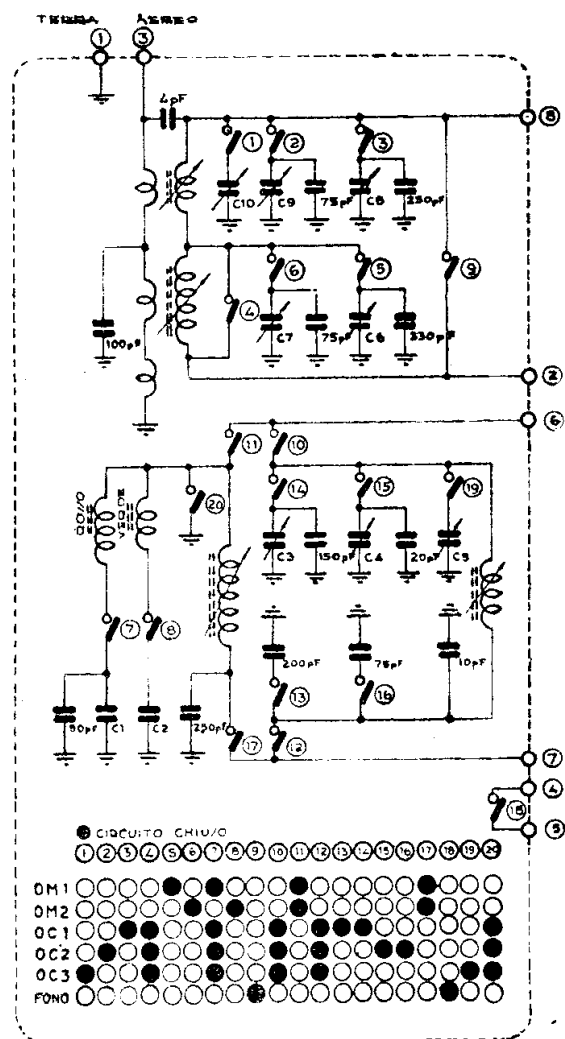 TERRA AEREO
① ③
4pF ⑧
① ② ③
C10 C9 75pF C8 250pF
⑥ ⑤ ⑨
④
100pF C7 75pF C6 330pF
②
⑥
⑪ ⑩
⑳ ⑭ ⑮ ⑲
C3 150pF C4 20pF C5
⑦ ⑧
200pF 75pF 10pF
⑬ ⑯
50pF C1 C2 250pF
⑰ ⑫ ⑦
④
⑱
⑤
CIRCUITO CHIUSO
① ② ③ ④ ⑤ ⑥ ⑦ ⑧ ⑨ ⑩ ⑪ ⑫ ⑬ ⑭ ⑮ ⑯ ⑰ ⑱ ⑲ ⑳
OM1
OM2
OC1
OC2
OC3
FONO